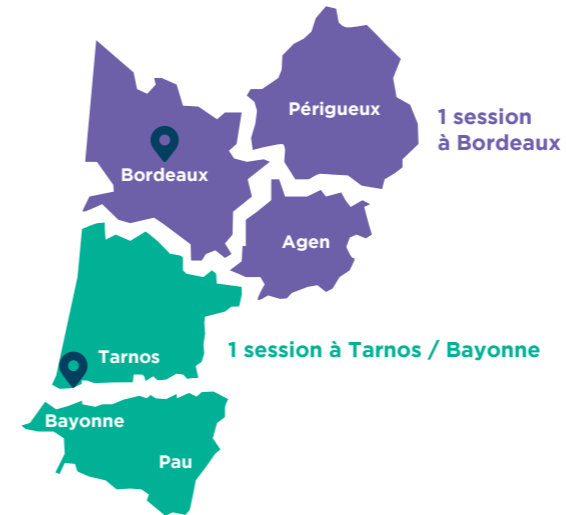 Périgueux
1 session
à Bordeaux
Bordeaux
Agen
1 session à Tarnos / Bayonne
Tarnos
Bayonne
Pau